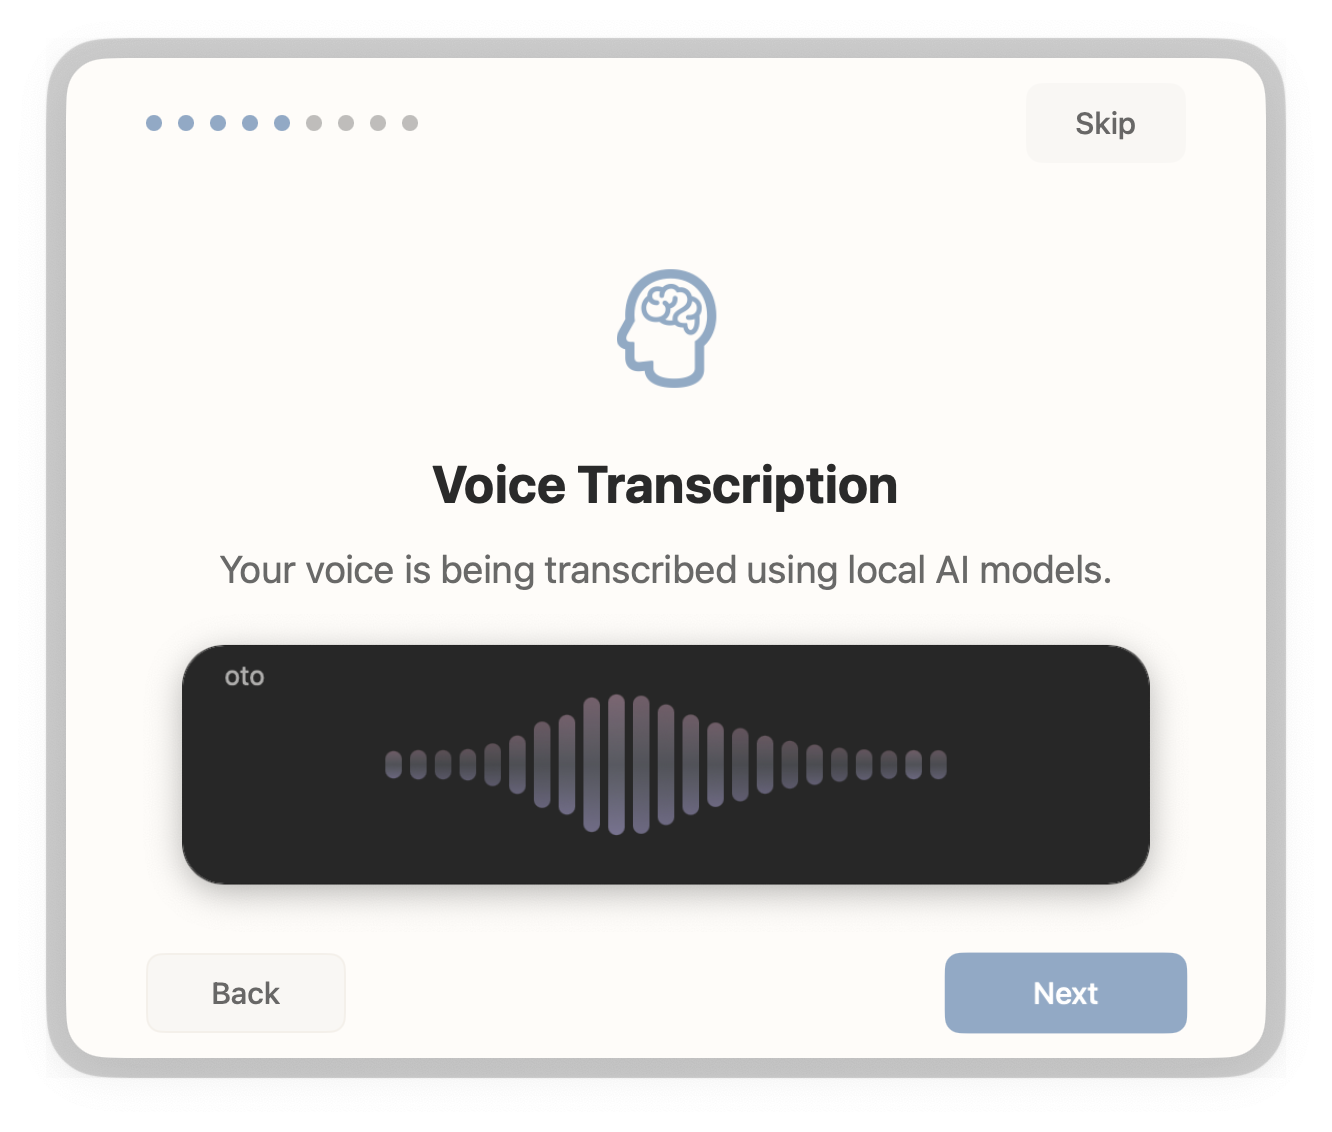 Skip
Voice Transcription
Your voice is being transcribed using local AI models.
oto
Back
Next